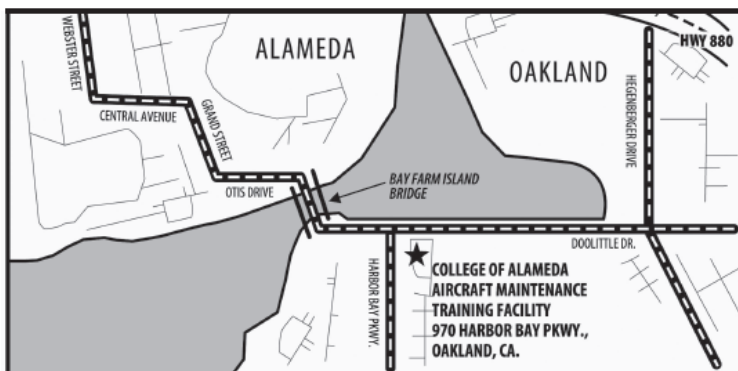 WEBSTER STREET
ALAMEDA
HWY 880
OAKLAND
HEGENBERGER DRIVE
CENTRAL AVENUE
GRAND STREET
BAY FARM ISLAND
BRIDGE
OTIS DRIVE
DOOLITTLE DR.
HARBOR BAY PKWY.
COLLEGE OF ALAMEDA
AIRCRAFT MAINTENANCE
TRAINING FACILITY
970 HARBOR BAY PKWY.,
OAKLAND, CA.